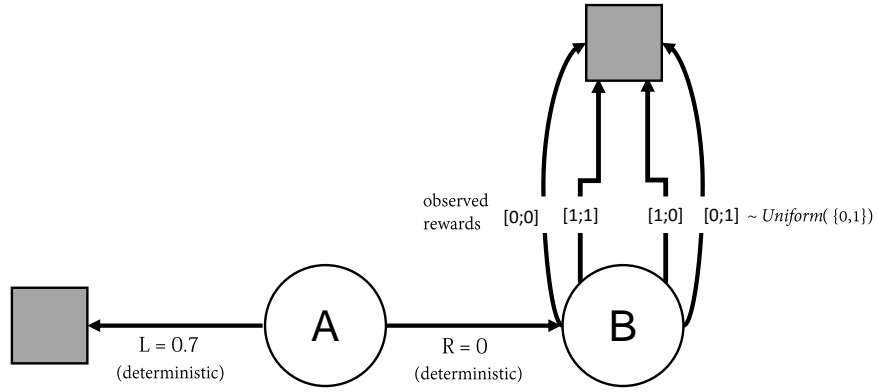 observed
rewards
[0;0] [1;1] [1;0] [0;1] ~ Uniform( {0,1})
A
B
L = 0.7
(deterministic)
R = 0
(deterministic)